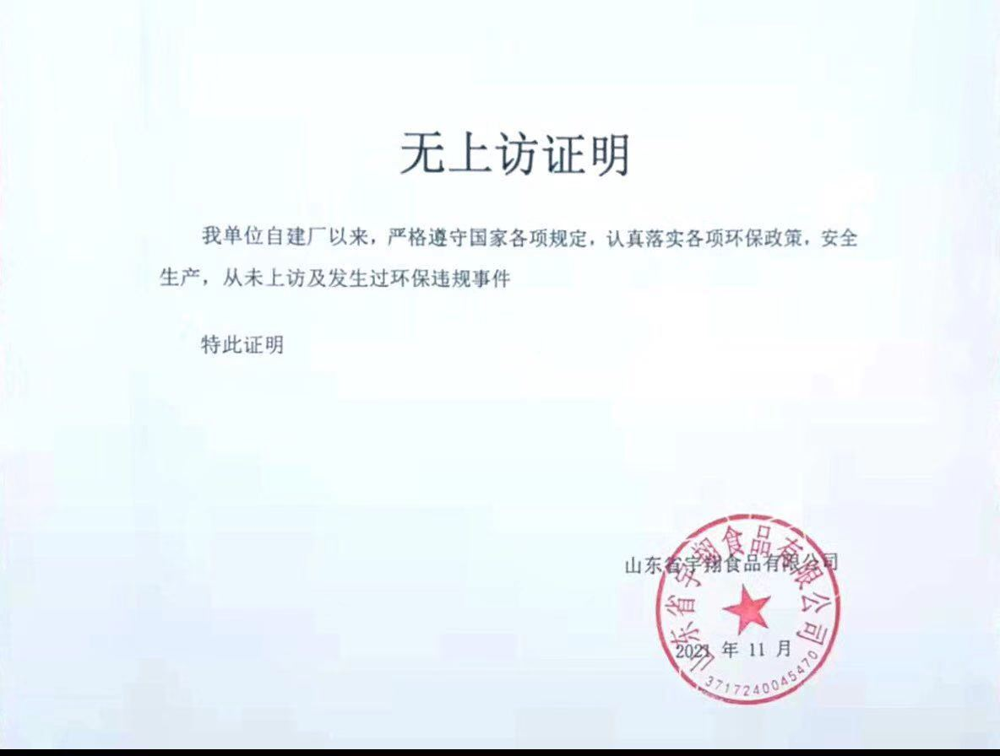 无上访证明
我单位自建厂以来，严格遵守国家各项规定，认真落实各项环保政策，安全
生产，从未上访及发生过环保违规事件
特此证明
山东省宇翔食品有限公司
2021 年 11 月
山东省宇翔食品有限公司
3717240045470